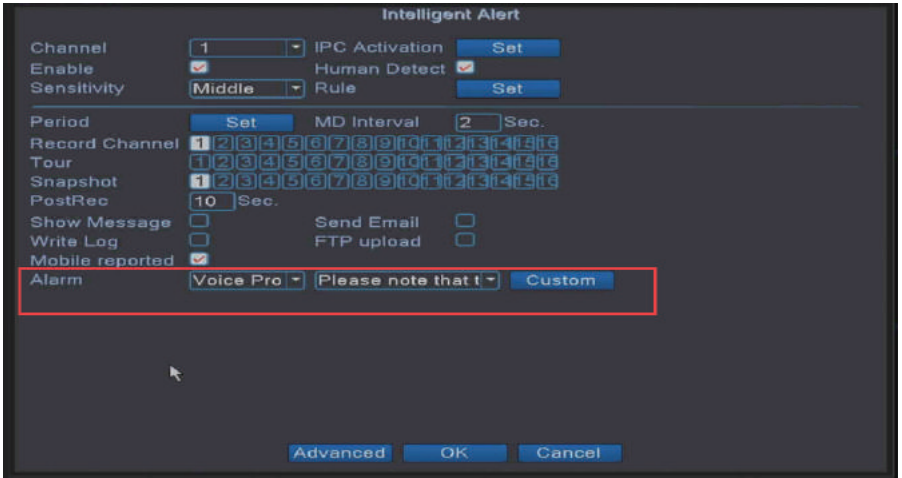 Intelligent Alert
Channel 1 IPC Activation Set
Enable Human Detect
Sensitivity Middle Rule Set
Period Set MD Interval 2 Sec.
Record Channel 1 2 3 4 5 6 7 8 9 10 11 12 13 14 15 16
Tour 1 2 3 4 5 6 7 8 9 10 11 12 13 14 15 16
Snapshot 1 2 3 4 5 6 7 8 9 10 11 12 13 14 15 16
PostRec 10 Sec.
Show Message Send Email
Write Log FTP upload
Mobile reported
Alarm Voice Pro Please note that t Custom
Advanced OK Cancel